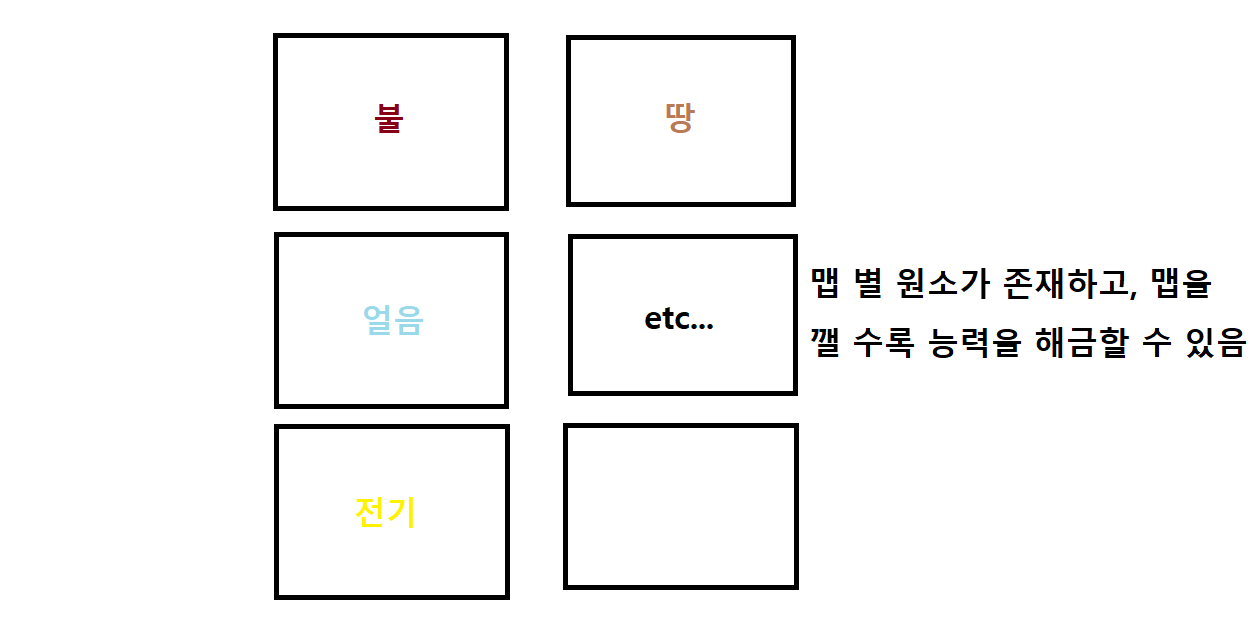 불
땅
얼음
etc...
맵 별 원소가 존재하고, 맵을
깰 수록 능력을 해금할 수 있음
전기